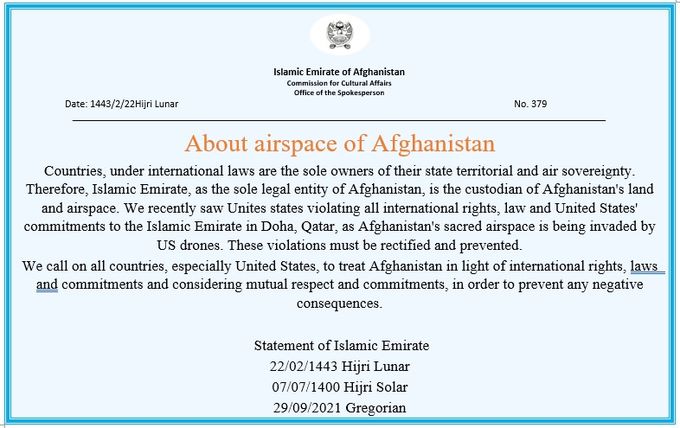 Islamic Emirate of Afghanistan
Commission for Cultural Affairs
Office of the Spokesperson
Date: 1443/2/22Hijri Lunar No. 379
About airspace of Afghanistan
Countries, under international laws are the sole owners of their state territorial and air sovereignty.
Therefore, Islamic Emirate, as the sole legal entity of Afghanistan, is the custodian of Afghanistan's land
and airspace. We recently saw Unites states violating all international rights, law and United States'
commitments to the Islamic Emirate in Doha, Qatar, as Afghanistan's sacred airspace is being invaded by
US drones. These violations must be rectified and prevented.
We call on all countries, especially United States, to treat Afghanistan in light of international rights, laws
and commitments and considering mutual respect and commitments, in order to prevent any negative
consequences.
Statement of Islamic Emirate
22/02/1443 Hijri Lunar
07/07/1400 Hijri Solar
29/09/2021 Gregorian